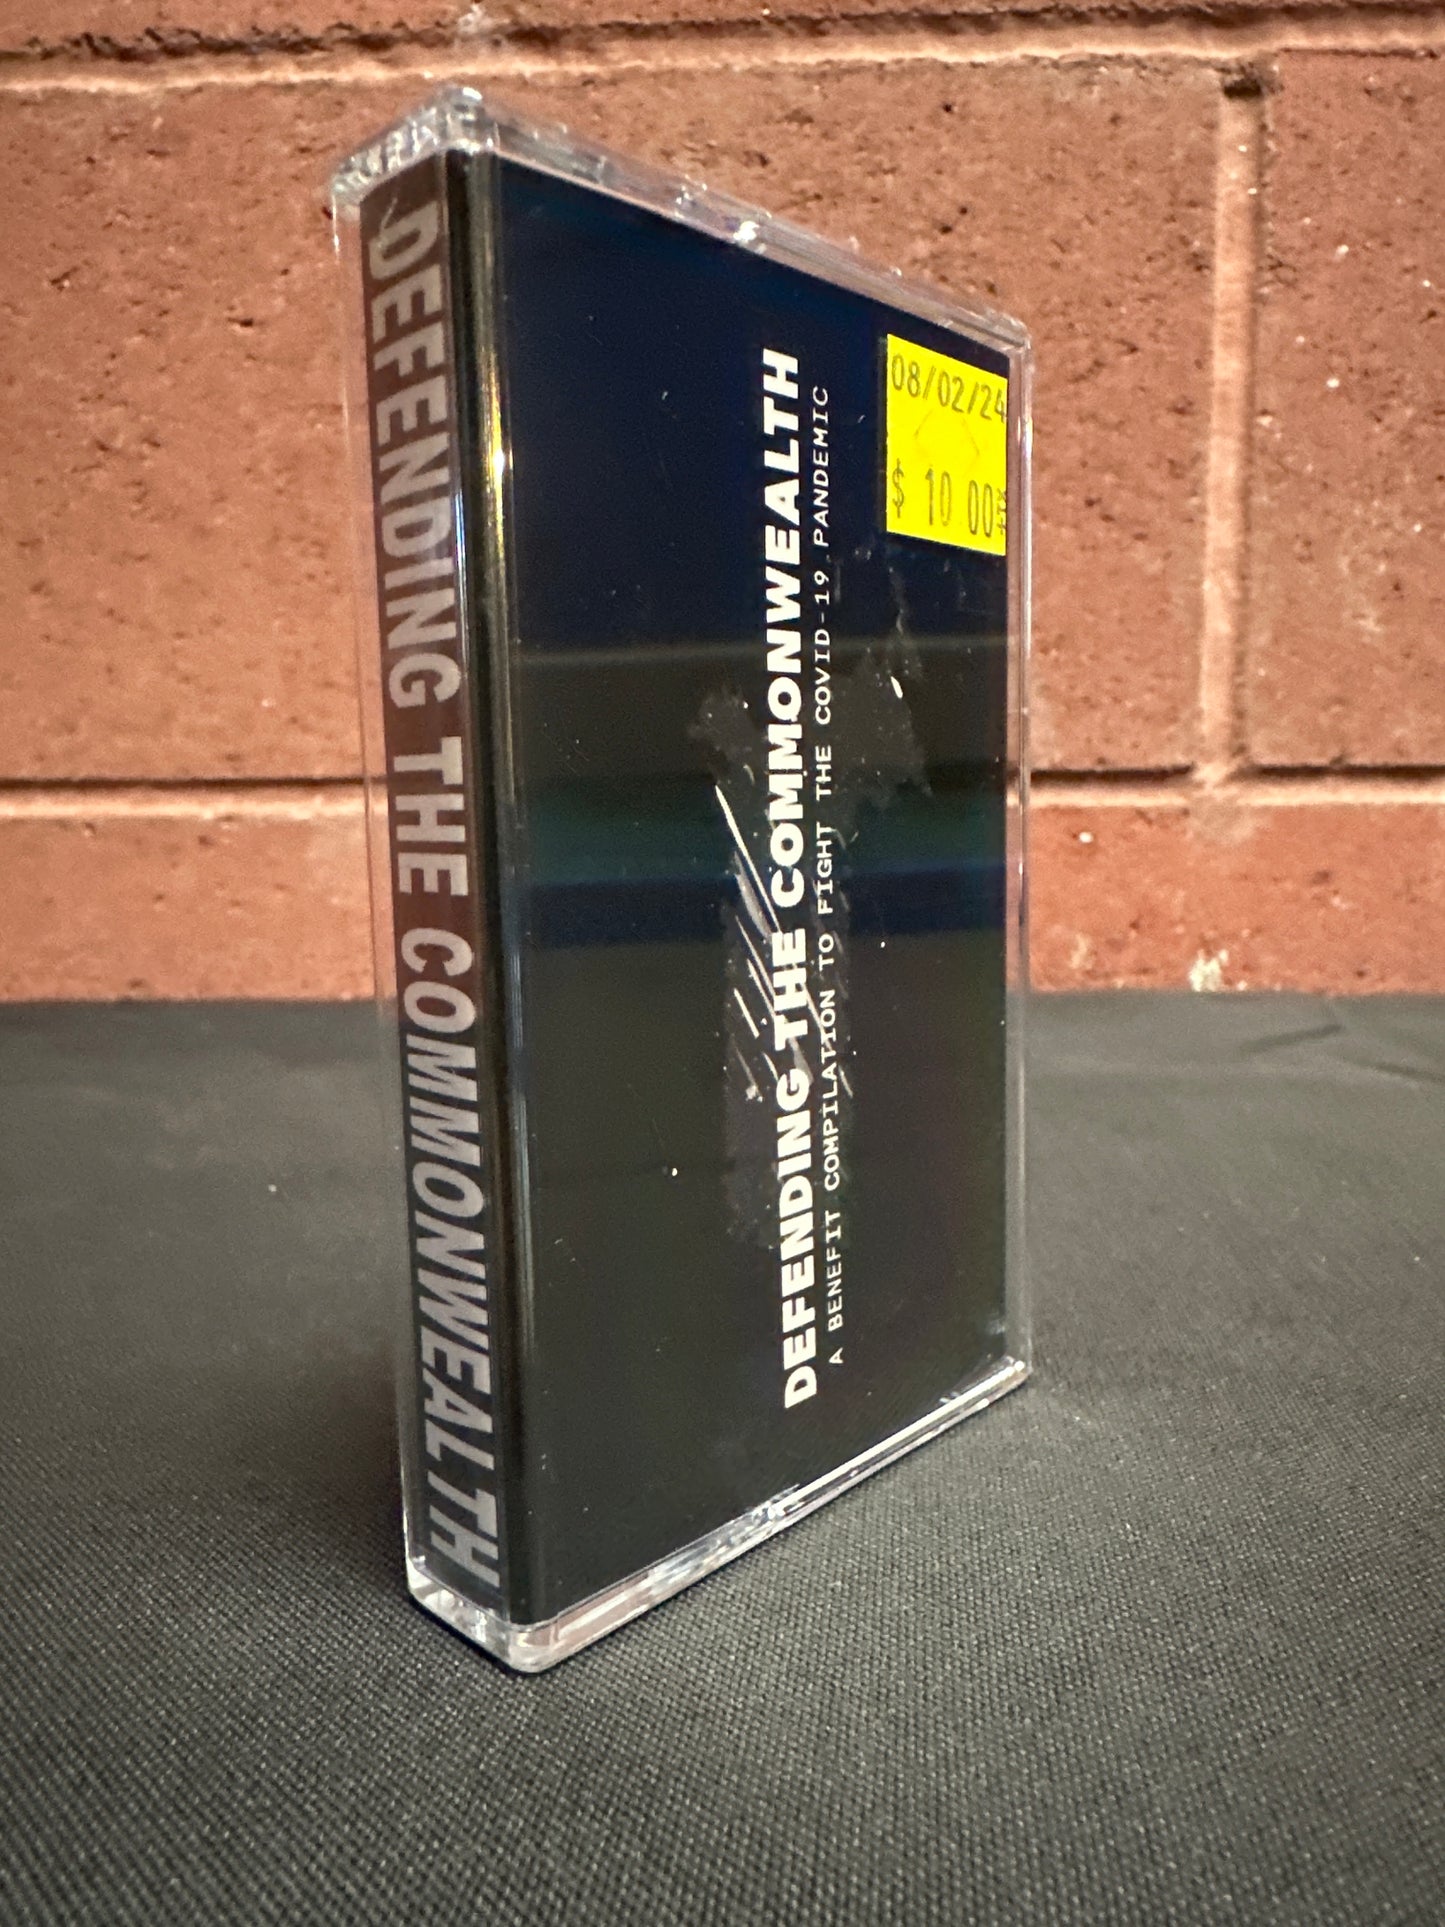 DEFENDING THE COMMONWEALTH
DEFENDING THE COMMONWEALTH
A BENEFIT COMPILATION TO FIGHT THE COVID-19 PANDEMIC
08/02/24
$ 10.00+TX